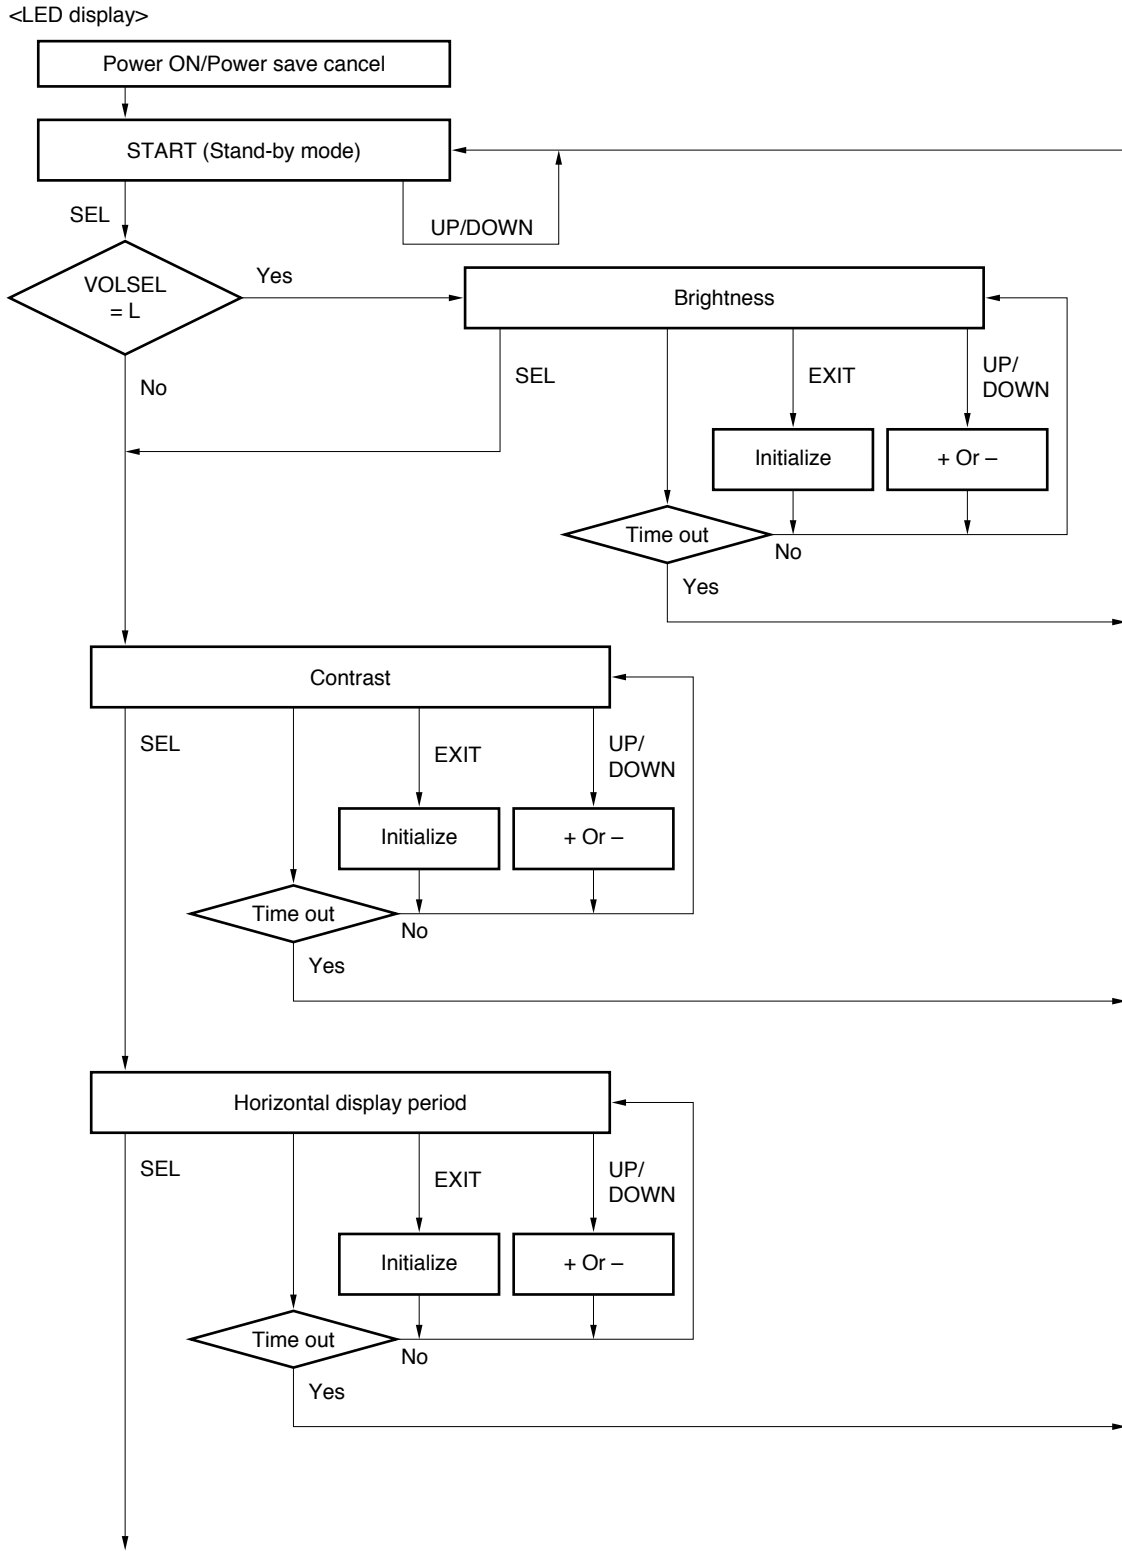 <LED display>
Power ON/Power save cancel
START (Stand-by mode)
SEL
UP/DOWN
VOLSEL
= L
Yes
Brightness
No
SEL
EXIT
UP/
DOWN
Initialize
+ Or –
Time out
No
Yes
Contrast
SEL
EXIT
UP/
DOWN
Initialize
+ Or –
Time out
No
Yes
Horizontal display period
SEL
EXIT
UP/
DOWN
Initialize
+ Or –
Time out
No
Yes